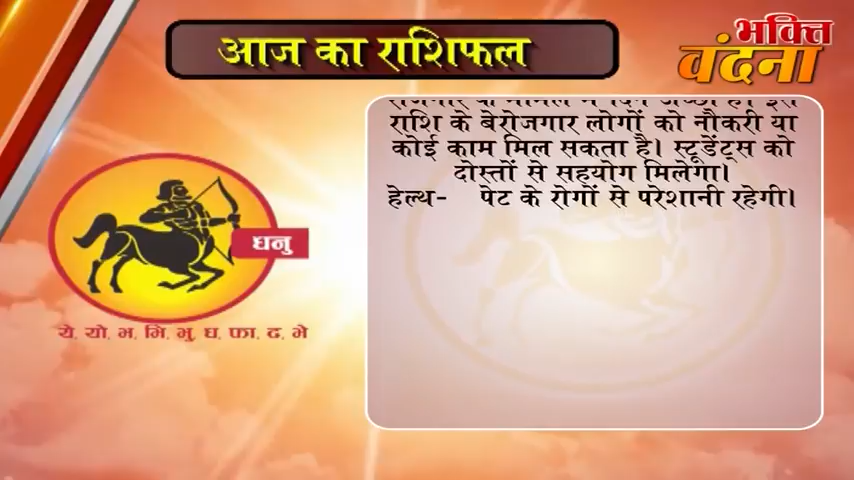 आज का राशिफल
भक्ति
वंदना
राशि के बेरोजगार लोगों को नौकरी या
कोई काम मिल सकता है। स्टूडेंट्स को
दोस्तों से सहयोग मिलेगा।
हेल्थ- पेट के रोगों से परेशानी रहेगी।
धनु
ये, यो, भ, भि, भु, ध, फा, ढ, भे